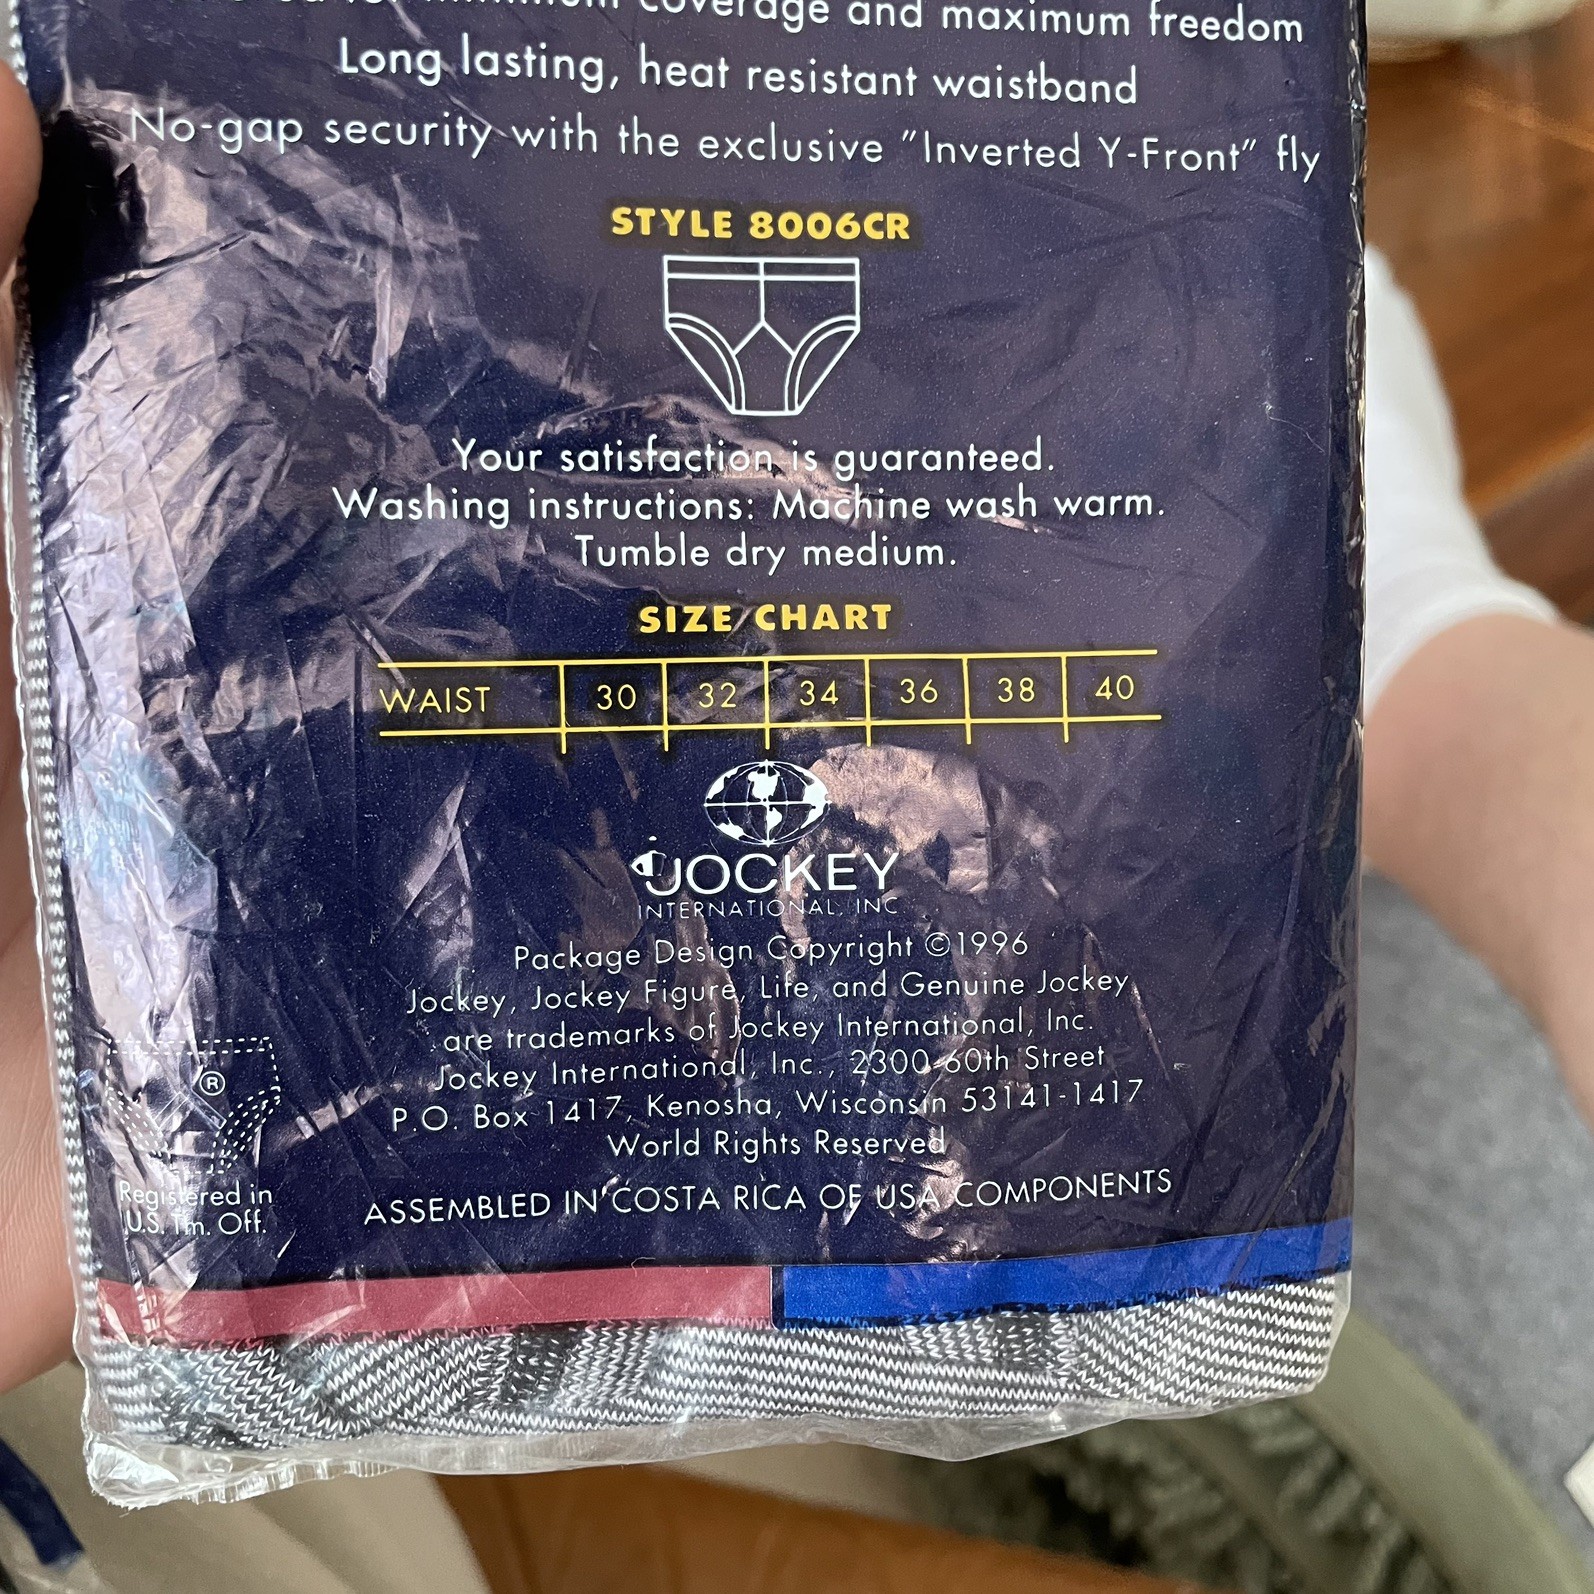 minimum coverage and maximum freedom
Long lasting, heat resistant waistband
No-gap security with the exclusive "Inverted Y-Front" fly
STYLE 8006CR
Your satisfaction is guaranteed.
Washing instructions: Machine wash warm.
Tumble dry medium.
SIZE CHART
WAIST 30 32 34 36 38 40
JOCKEY
INTERNATIONAL, INC
Package Design Copyright ©1996
Jockey, Jockey Figure, Life, and Genuine Jockey
are trademarks of Jockey International, Inc.
Jockey International, Inc., 2300-60th Street
P.O. Box 1417, Kenosha, Wisconsin 53141-1417
World Rights Reserved
ASSEMBLED IN COSTA RICA OF USA COMPONENTS
®
Registered in
U.S. Tm. Off.